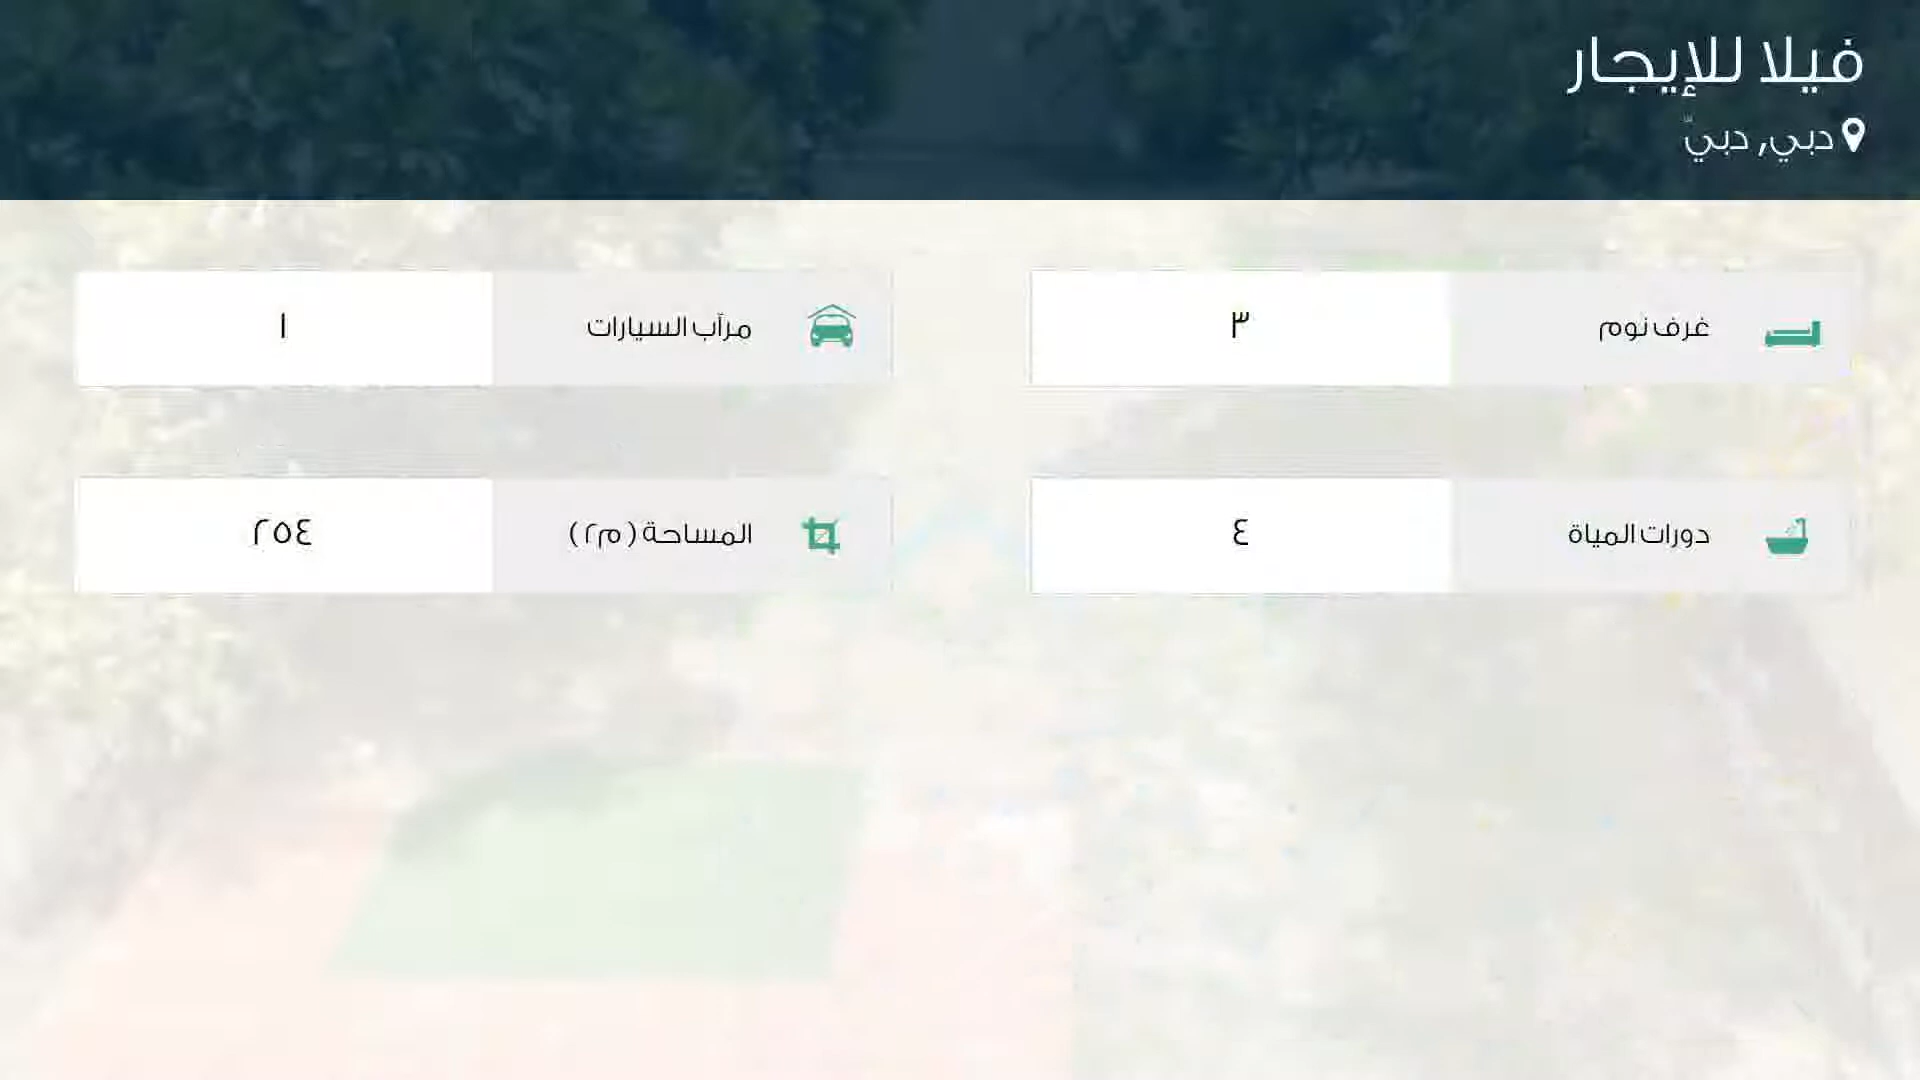 فيلا للإيجار
دبي, دبيّ
غرف نوم
٣
مرآب السيارات
١
دورات المياة
٤
المساحة (م٢)
٢٥٤